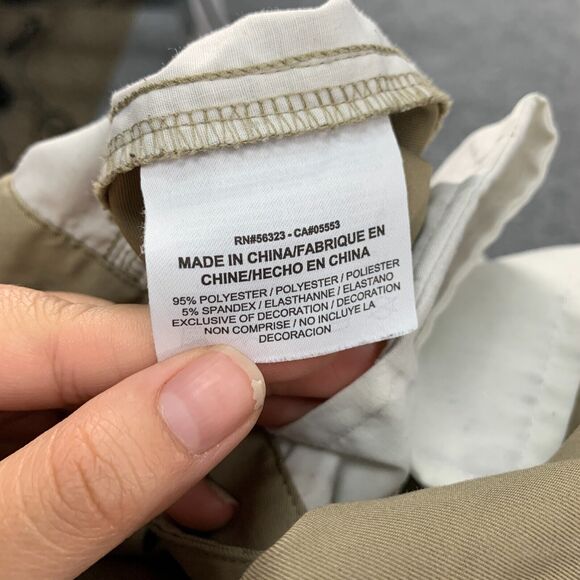 RN#56323 - CA#05553
MADE IN CHINA/FABRIQUE EN
CHINE/HECHO EN CHINA
95% POLYESTER / POLYESTER / POLIESTER
5% SPANDEX / ELASTHANNE / ELASTANO
EXCLUSIVE OF DECORATION / DECORATION
NON COMPRISE / NO INCLUYE LA
DECORACION